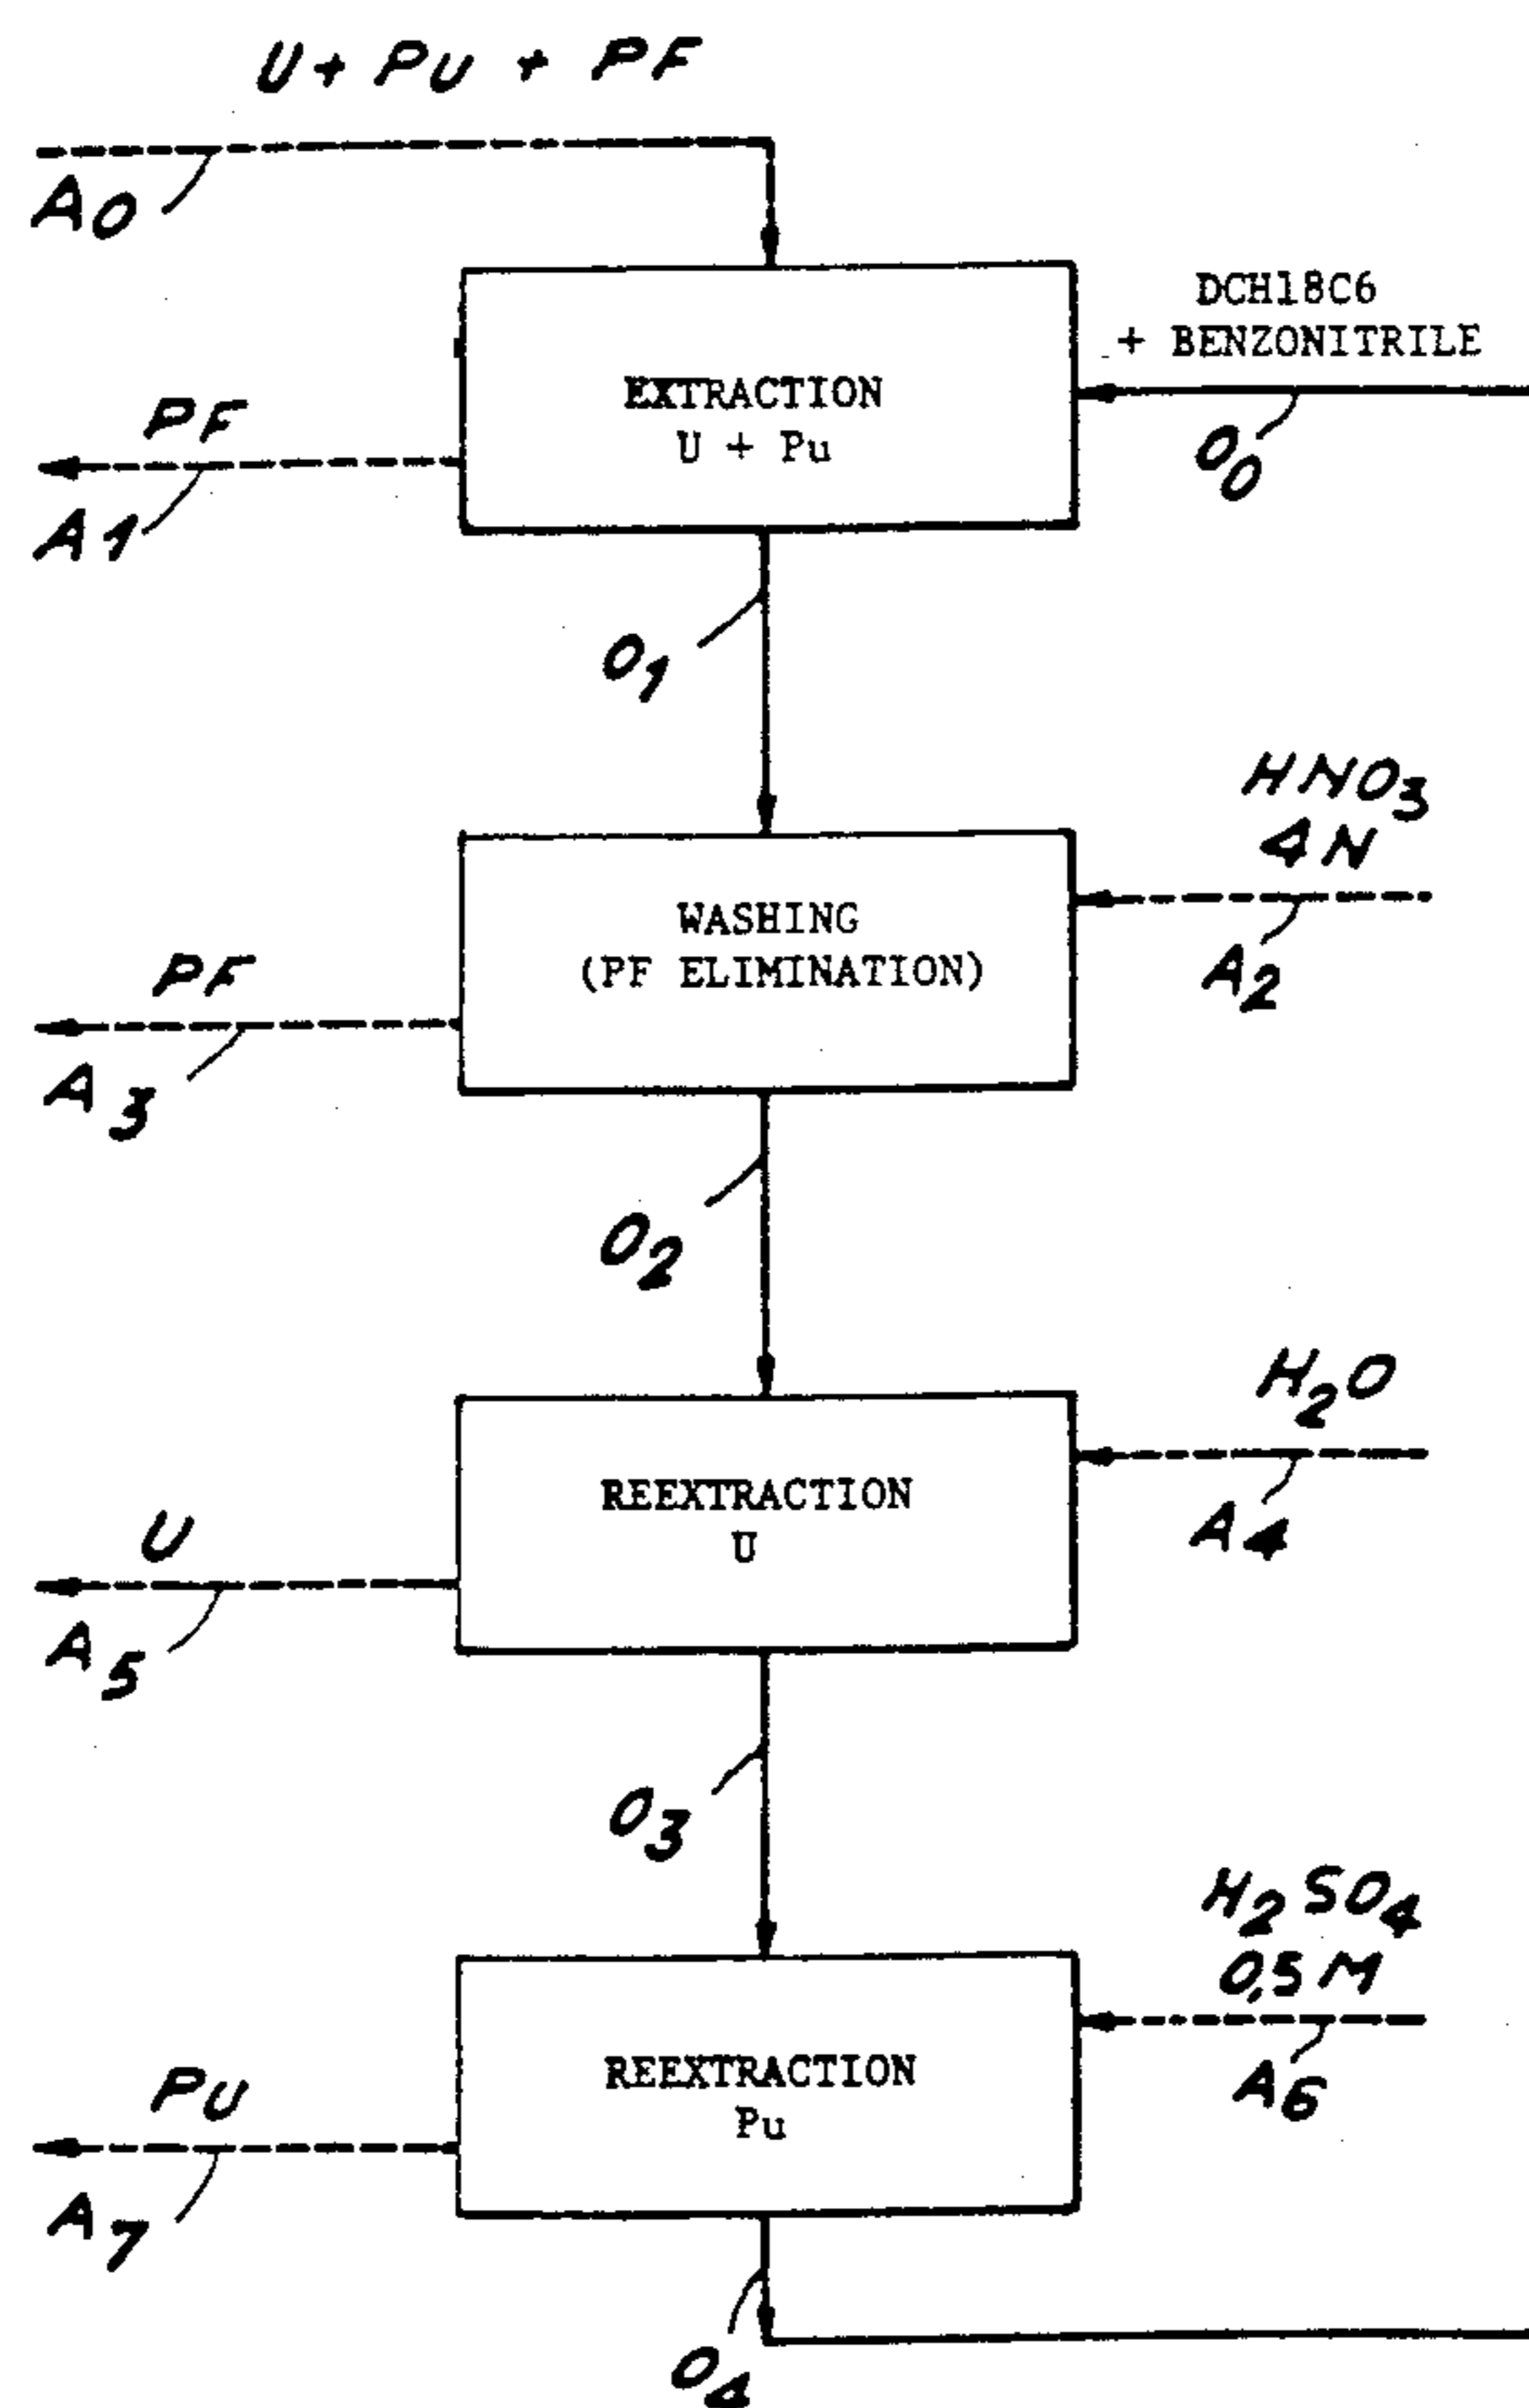 U + PU + PF
A0
DCH18C6
+ BENZONITRILE
EXTRACTION
U + Pu
O0
PF
A1
O1
HNO3
4N
WASHING
(PF ELIMINATION)
A2
PF
A3
O2
H2O
REEXTRACTION
U
A4
U
A5
O3
H2SO4
0,5M
REEXTRACTION
Pu
A6
PU
A7
O4